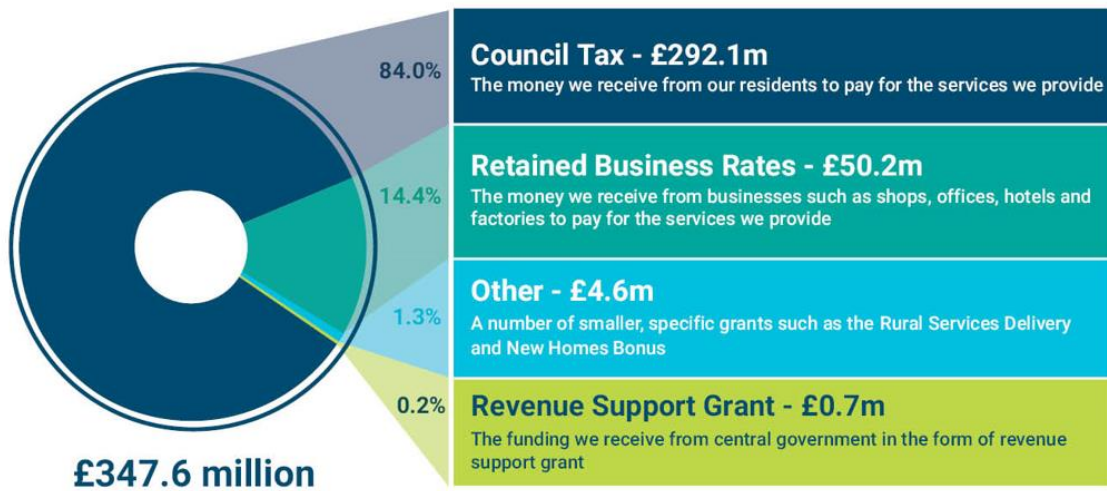 84.0%
Council Tax - £292.1m
The money we receive from our residents to pay for the services we provide
14.4%
Retained Business Rates - £50.2m
The money we receive from businesses such as shops, offices, hotels and
factories to pay for the services we provide
1.3%
Other - £4.6m
A number of smaller, specific grants such as the Rural Services Delivery
and New Homes Bonus
0.2%
Revenue Support Grant - £0.7m
The funding we receive from central government in the form of revenue
support grant
£347.6 million